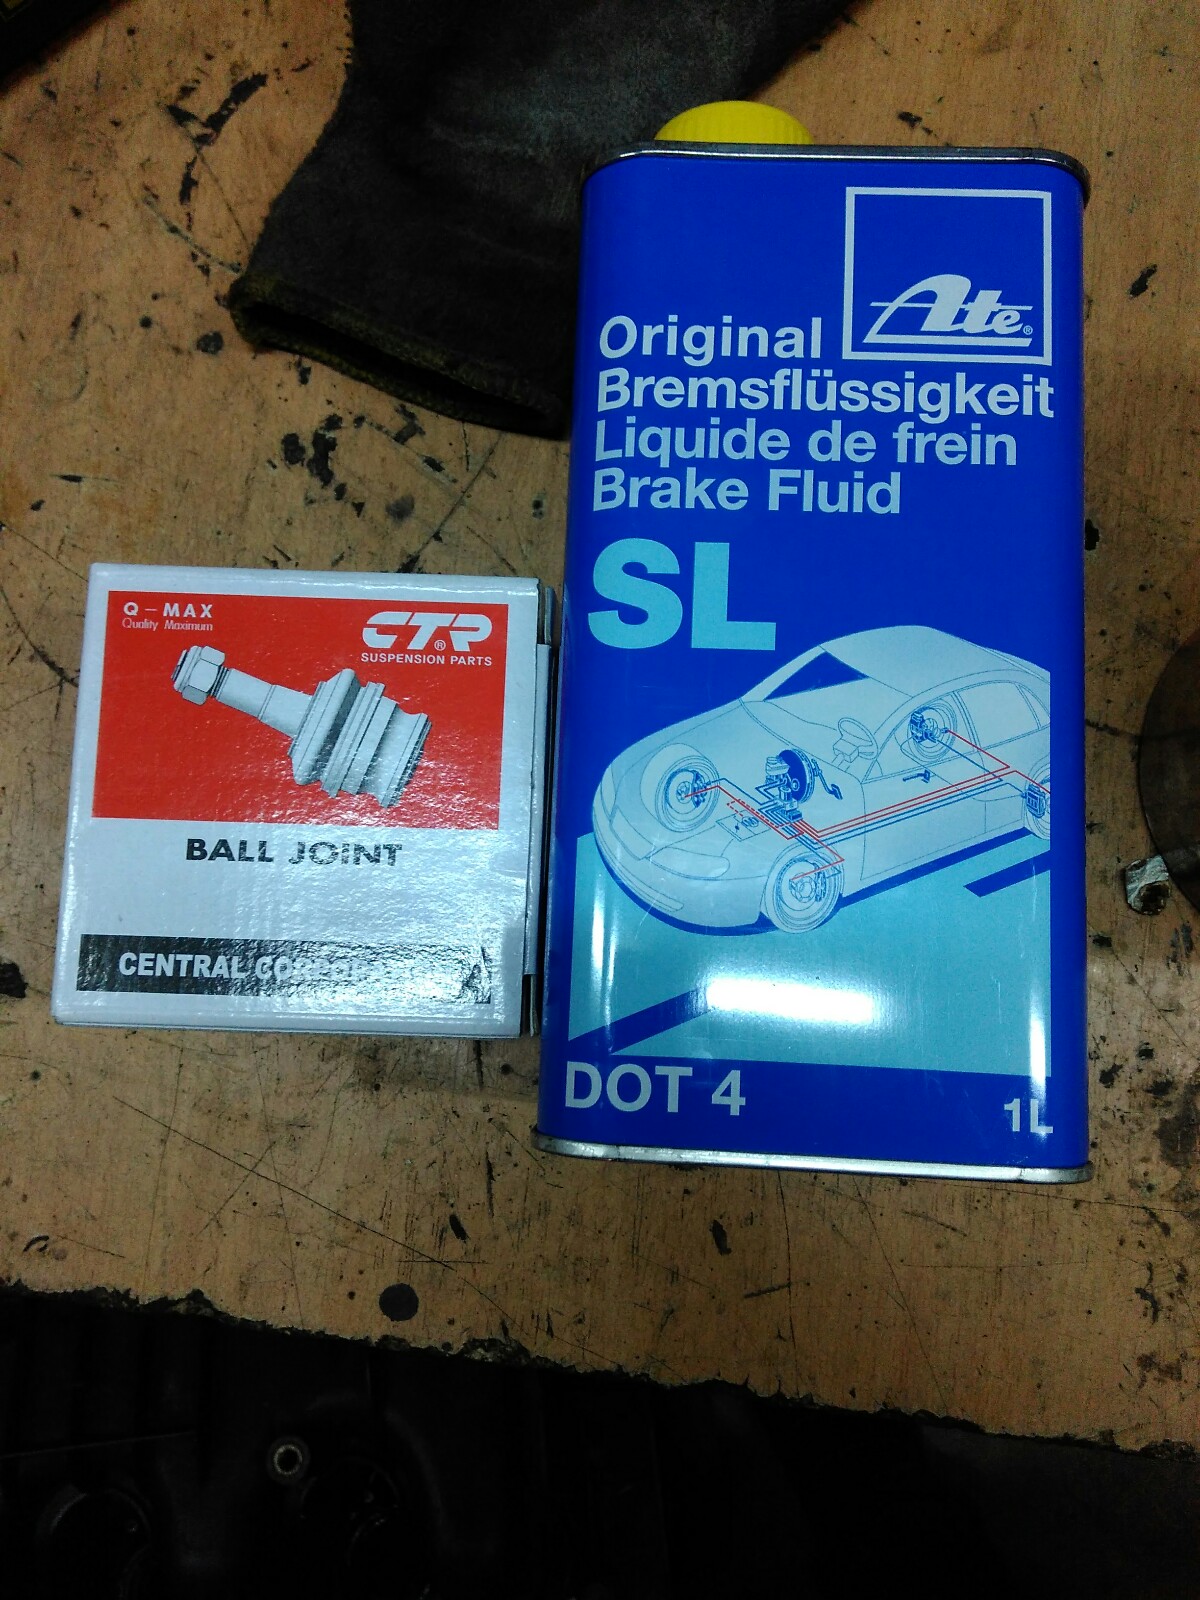 Ate®
Original
Bremsflüssigkeit
Liquide de frein
Brake Fluid
SL
DOT 4
1L
Q-MAX
Quality Maximum
CTR®
SUSPENSION PARTS
BALL JOINT
CENTRAL